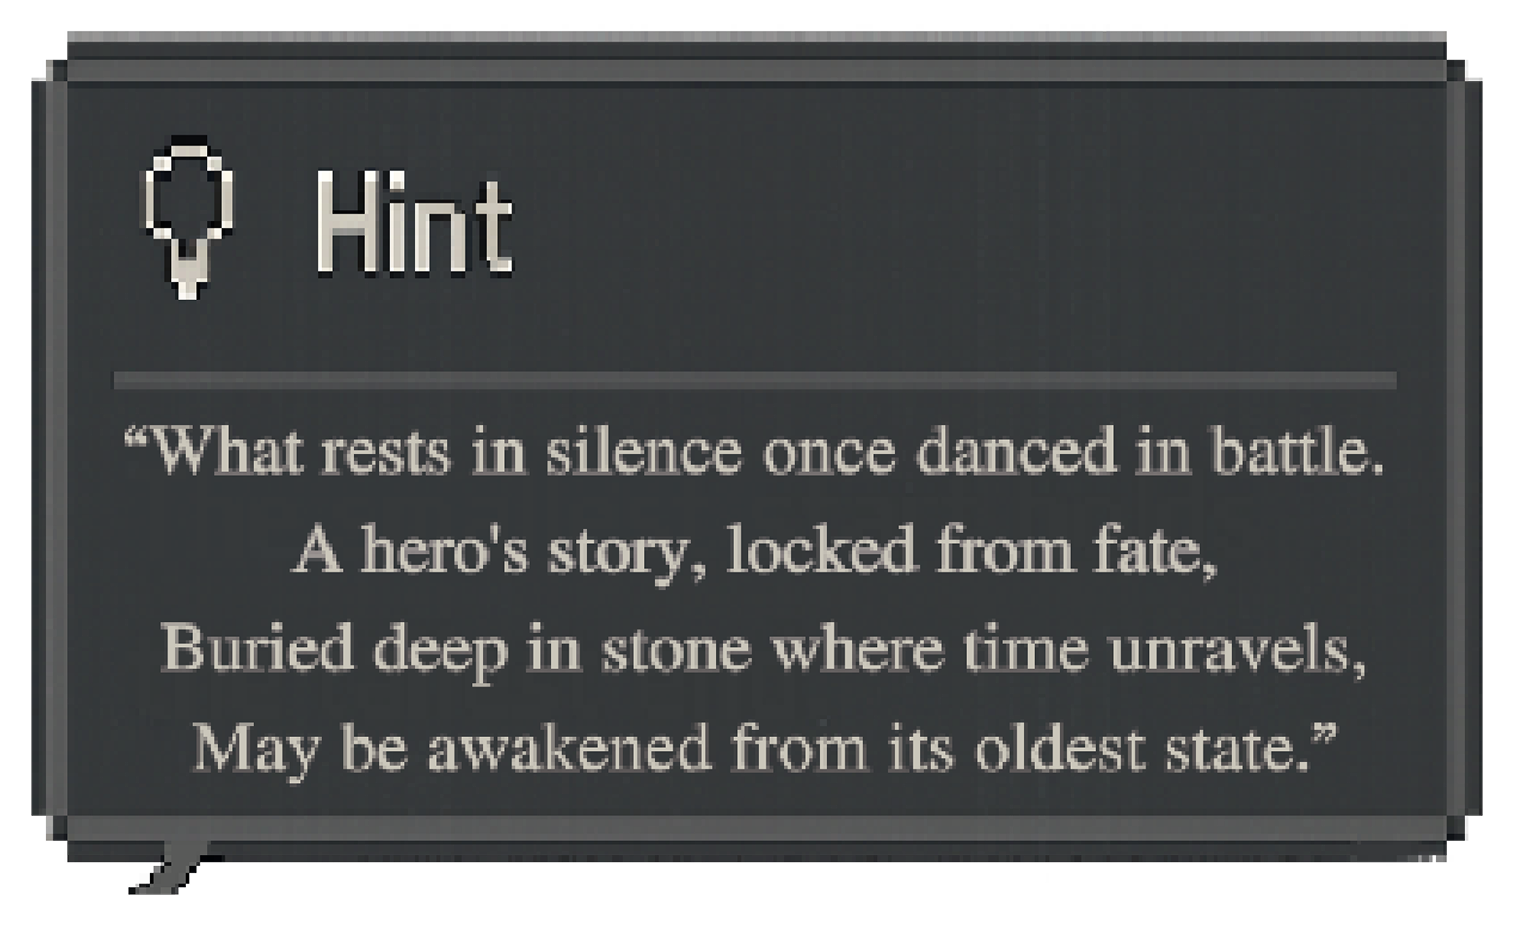 Hint
“What rests in silence once danced in battle.
A hero's story, locked from fate,
Buried deep in stone where time unravels,
May be awakened from its oldest state.”